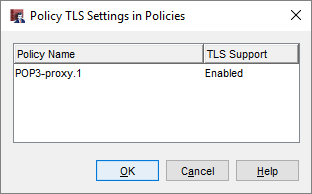 Policy TLS Settings in Policies
Policy Name TLS Support
POP3-proxy.1 Enabled
OK Cancel Help